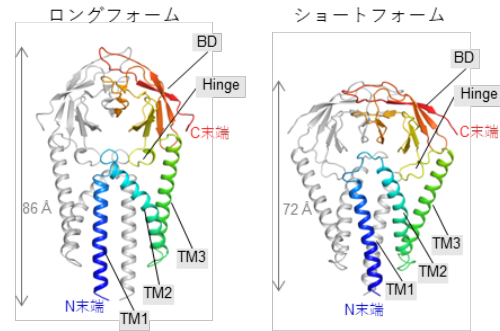 ロングフォーム
ショートフォーム
BD
Hinge
C末端
86 Å
TM3
TM2
TM1
N末端
BD
Hinge
C末端
72 Å
TM3
TM2
TM1
N末端